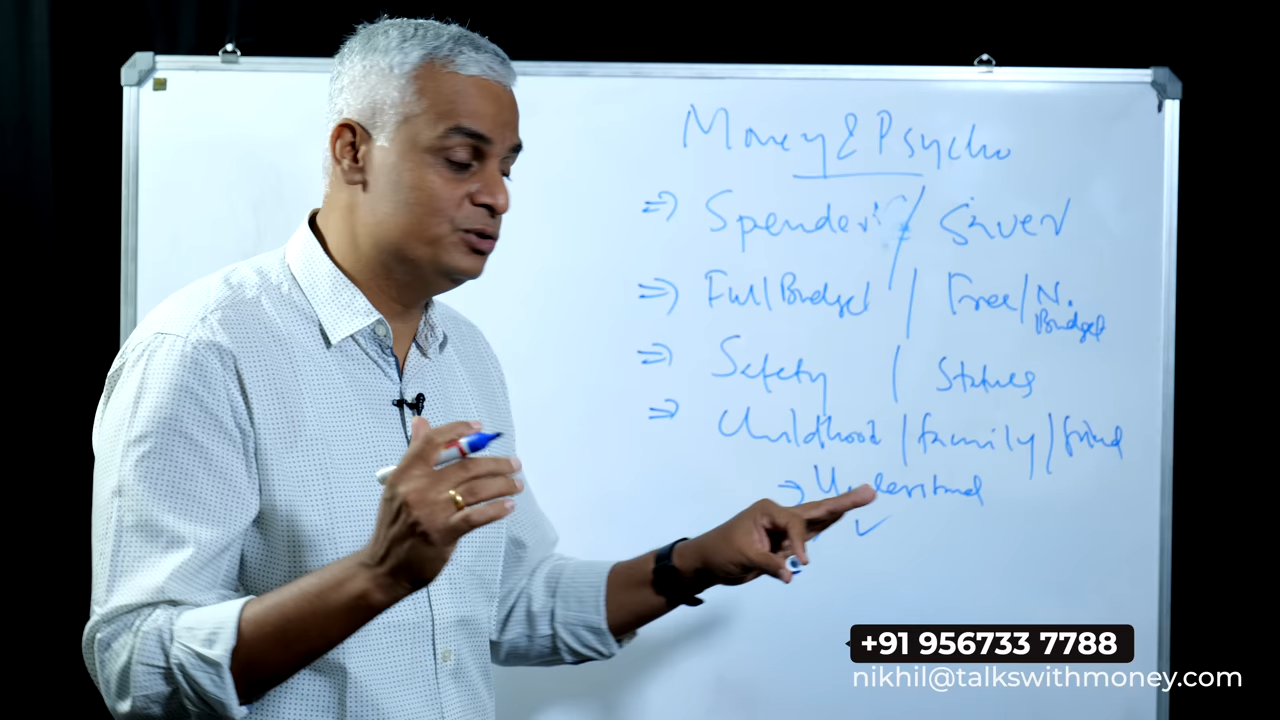 Money & Psycho
⇒ Spender / Saver
⇒ Full Budget / Free / N. Budget
⇒ Safety / Status
⇒ Childhood / family / friend
→ Understand
✓
+91 956733 7788
nikhil@talkswithmoney.com